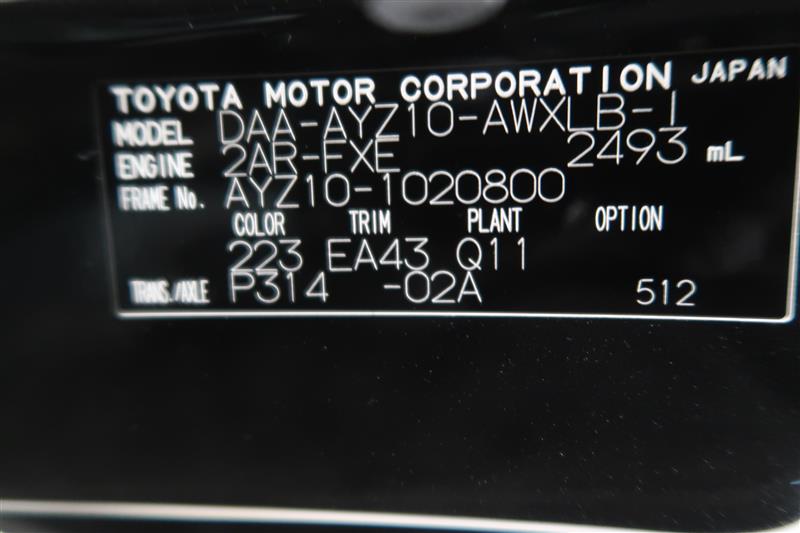 TOYOTA MOTOR CORPORATION JAPAN
MODEL DAA-AYZ10-AWXLB-I
ENGINE 2AR-FXE 2493 mL
FRAME No. AYZ10-1020800
COLOR TRIM PLANT OPTION
223 EA43 Q11
TRANS./AXLE P314 -02A 512